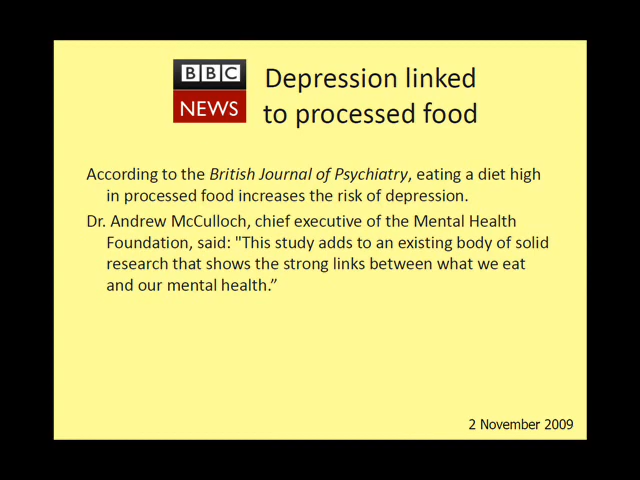 BBC
NEWS
Depression linked
to processed food
According to the British Journal of Psychiatry, eating a diet high
in processed food increases the risk of depression.
Dr. Andrew McCulloch, chief executive of the Mental Health
Foundation, said: "This study adds to an existing body of solid
research that shows the strong links between what we eat
and our mental health.”
2 November 2009